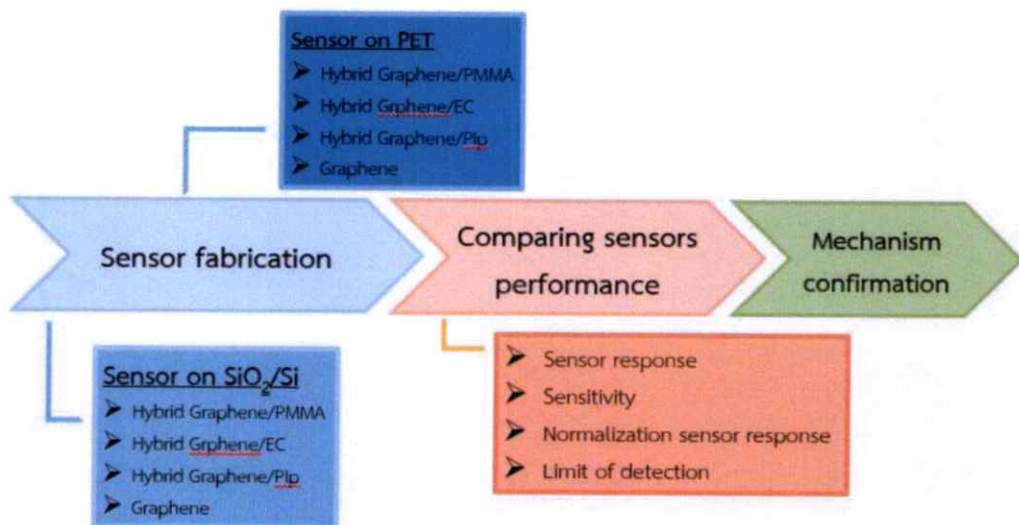 Sensor on PET
➤ Hybrid Graphene/PMMA
➤ Hybrid Grphene/EC
➤ Hybrid Graphene/Plp
➤ Graphene
Sensor fabrication
Comparing sensors
performance
Mechanism
confirmation
Sensor on SiO₂/Si
➤ Hybrid Graphene/PMMA
➤ Hybrid Grphene/EC
➤ Hybrid Graphene/Plp
➤ Graphene
➤ Sensor response
➤ Sensitivity
➤ Normalization sensor response
➤ Limit of detection